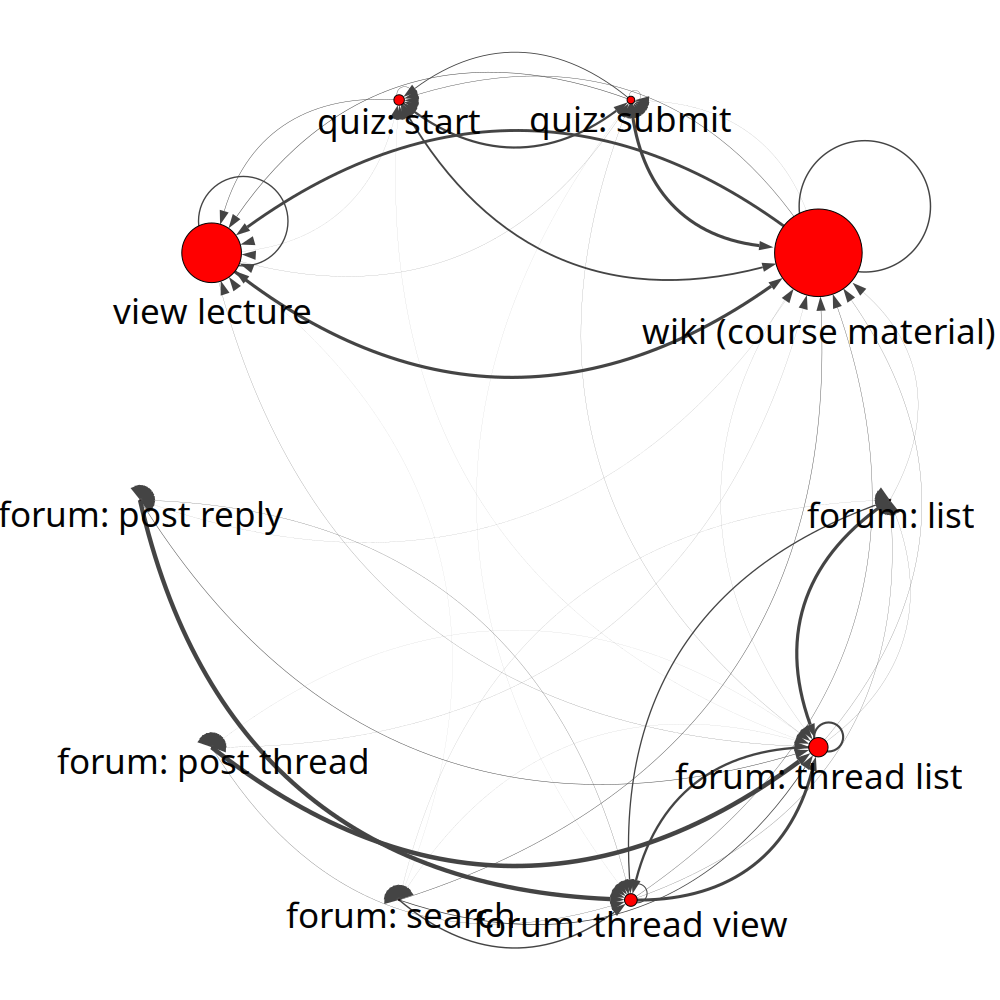 quiz: start
quiz: submit
view lecture
wiki (course material)
forum: post reply
forum: list
forum: post thread
forum: thread list
forum: search
forum: thread view